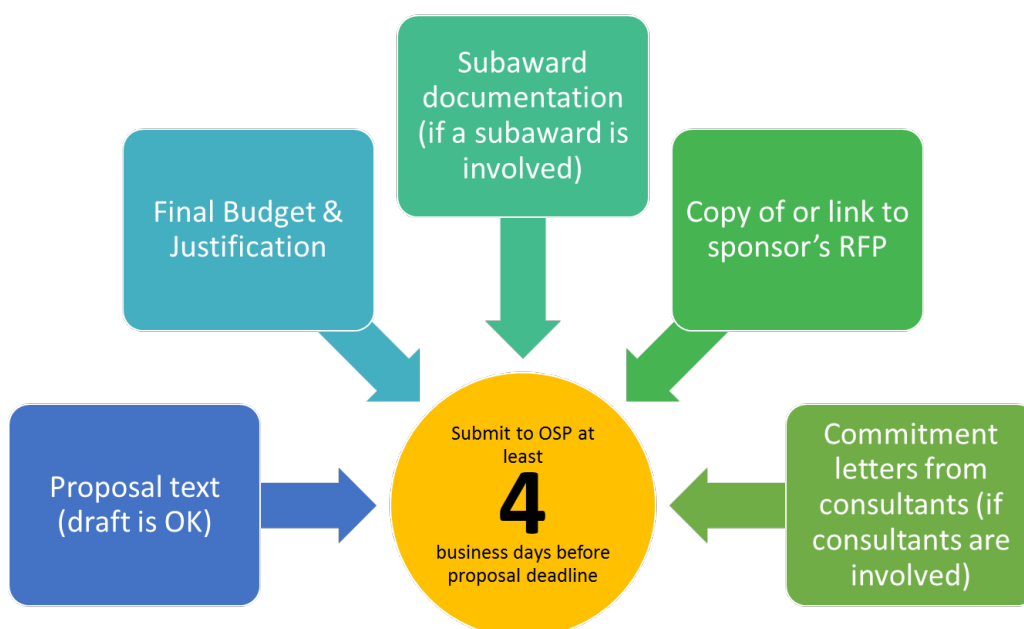 Subaward
documentation
(if a subaward is
involved)
Final Budget &
Justification
Copy of or link to
sponsor’s RFP
Proposal text
(draft is OK)
Submit to OSP at
least
4
business days before
proposal deadline
Commitment
letters from
consultants (if
consultants are
involved)